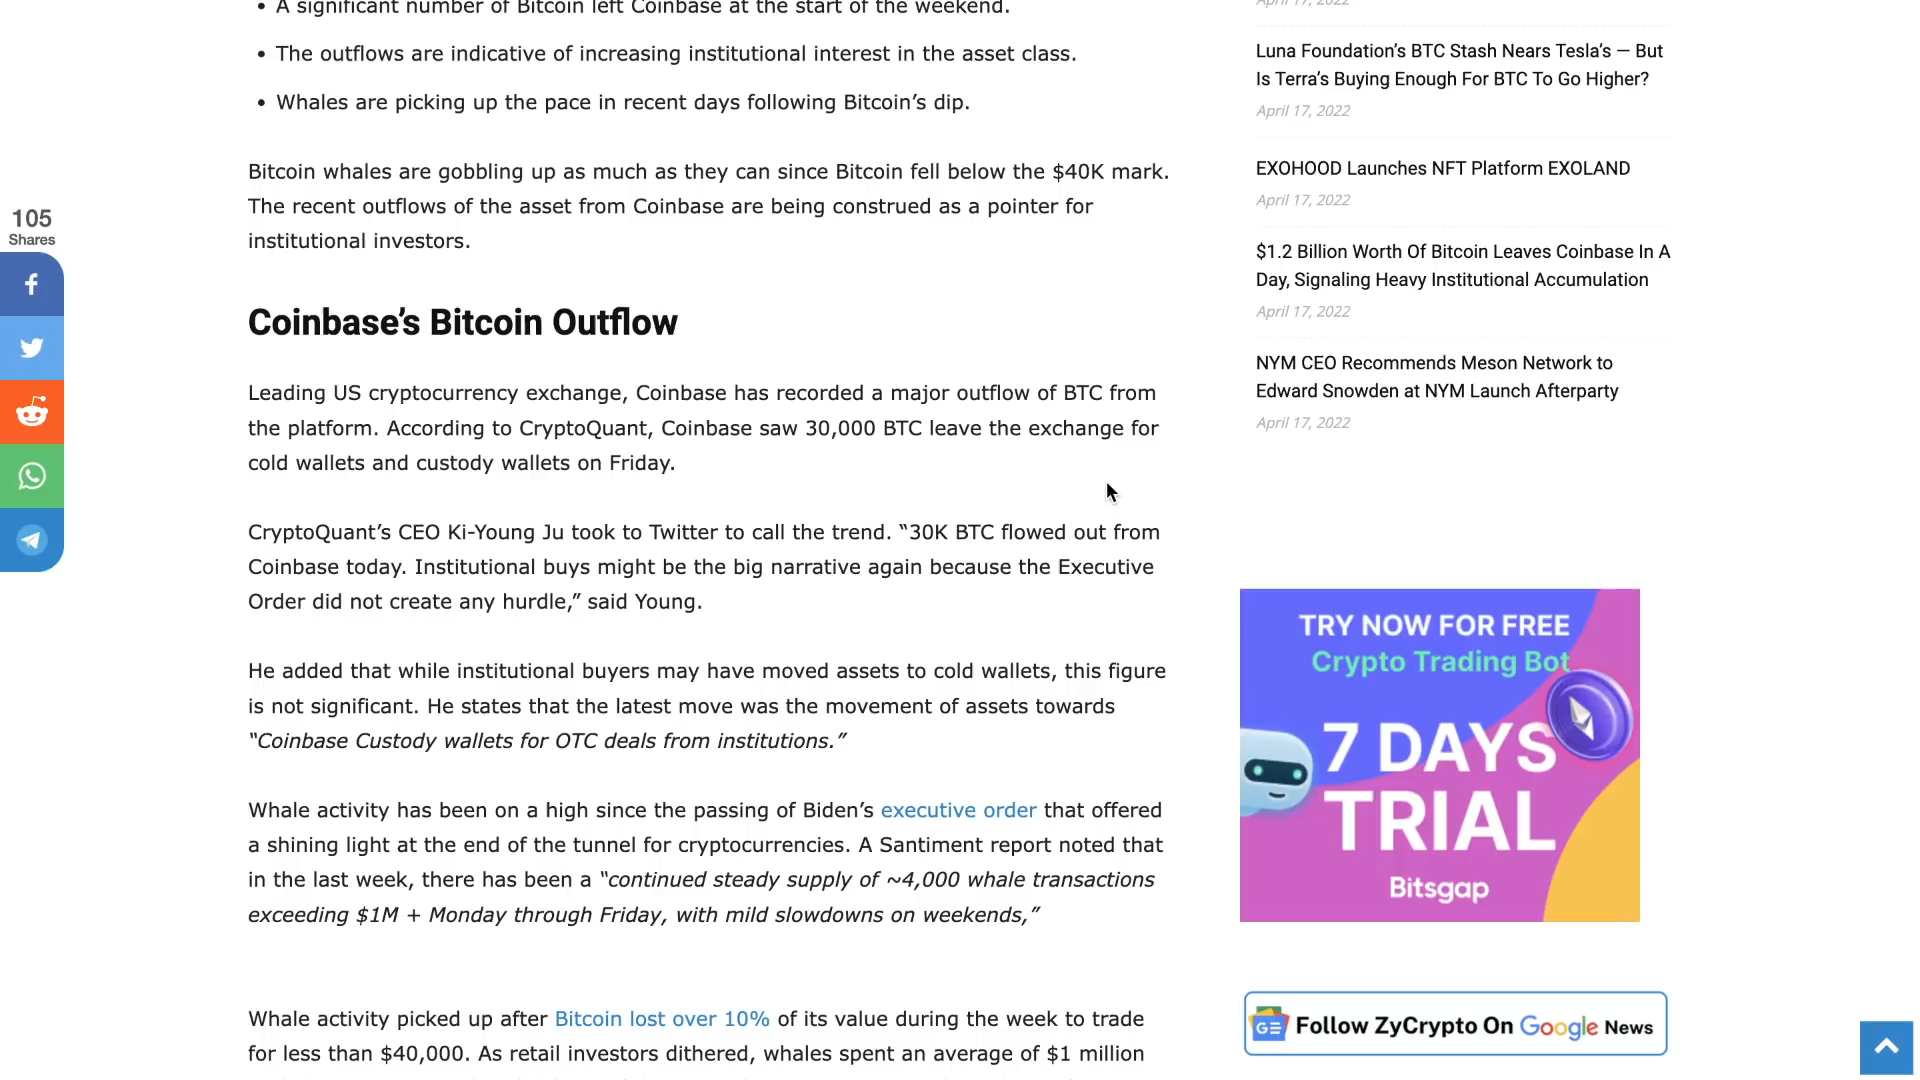 • A significant number of Bitcoin left Coinbase at the start of the weekend.
• The outflows are indicative of increasing institutional interest in the asset class.
• Whales are picking up the pace in recent days following Bitcoin’s dip.
Bitcoin whales are gobbling up as much as they can since Bitcoin fell below the $40K mark.
The recent outflows of the asset from Coinbase are being construed as a pointer for
institutional investors.
105
Shares
Coinbase’s Bitcoin Outflow
Leading US cryptocurrency exchange, Coinbase has recorded a major outflow of BTC from
the platform. According to CryptoQuant, Coinbase saw 30,000 BTC leave the exchange for
cold wallets and custody wallets on Friday.
CryptoQuant’s CEO Ki-Young Ju took to Twitter to call the trend. “30K BTC flowed out from
Coinbase today. Institutional buys might be the big narrative again because the Executive
Order did not create any hurdle,” said Young.
He added that while institutional buyers may have moved assets to cold wallets, this figure
is not significant. He states that the latest move was the movement of assets towards
“Coinbase Custody wallets for OTC deals from institutions.”
Whale activity has been on a high since the passing of Biden’s executive order that offered
a shining light at the end of the tunnel for cryptocurrencies. A Santiment report noted that
in the last week, there has been a “continued steady supply of ~4,000 whale transactions
exceeding $1M + Monday through Friday, with mild slowdowns on weekends,”
Whale activity picked up after Bitcoin lost over 10% of its value during the week to trade
for less than $40,000. As retail investors dithered, whales spent an average of $1 million
April 17, 2022
Luna Foundation’s BTC Stash Nears Tesla’s — But
Is Terra’s Buying Enough For BTC To Go Higher?
April 17, 2022
EXOHOOD Launches NFT Platform EXOLAND
April 17, 2022
$1.2 Billion Worth Of Bitcoin Leaves Coinbase In A
Day, Signaling Heavy Institutional Accumulation
April 17, 2022
NYM CEO Recommends Meson Network to
Edward Snowden at NYM Launch Afterparty
April 17, 2022
TRY NOW FOR FREE
Crypto Trading Bot
7 DAYS
TRIAL
Bitsgap
GE Follow ZyCrypto On Google News